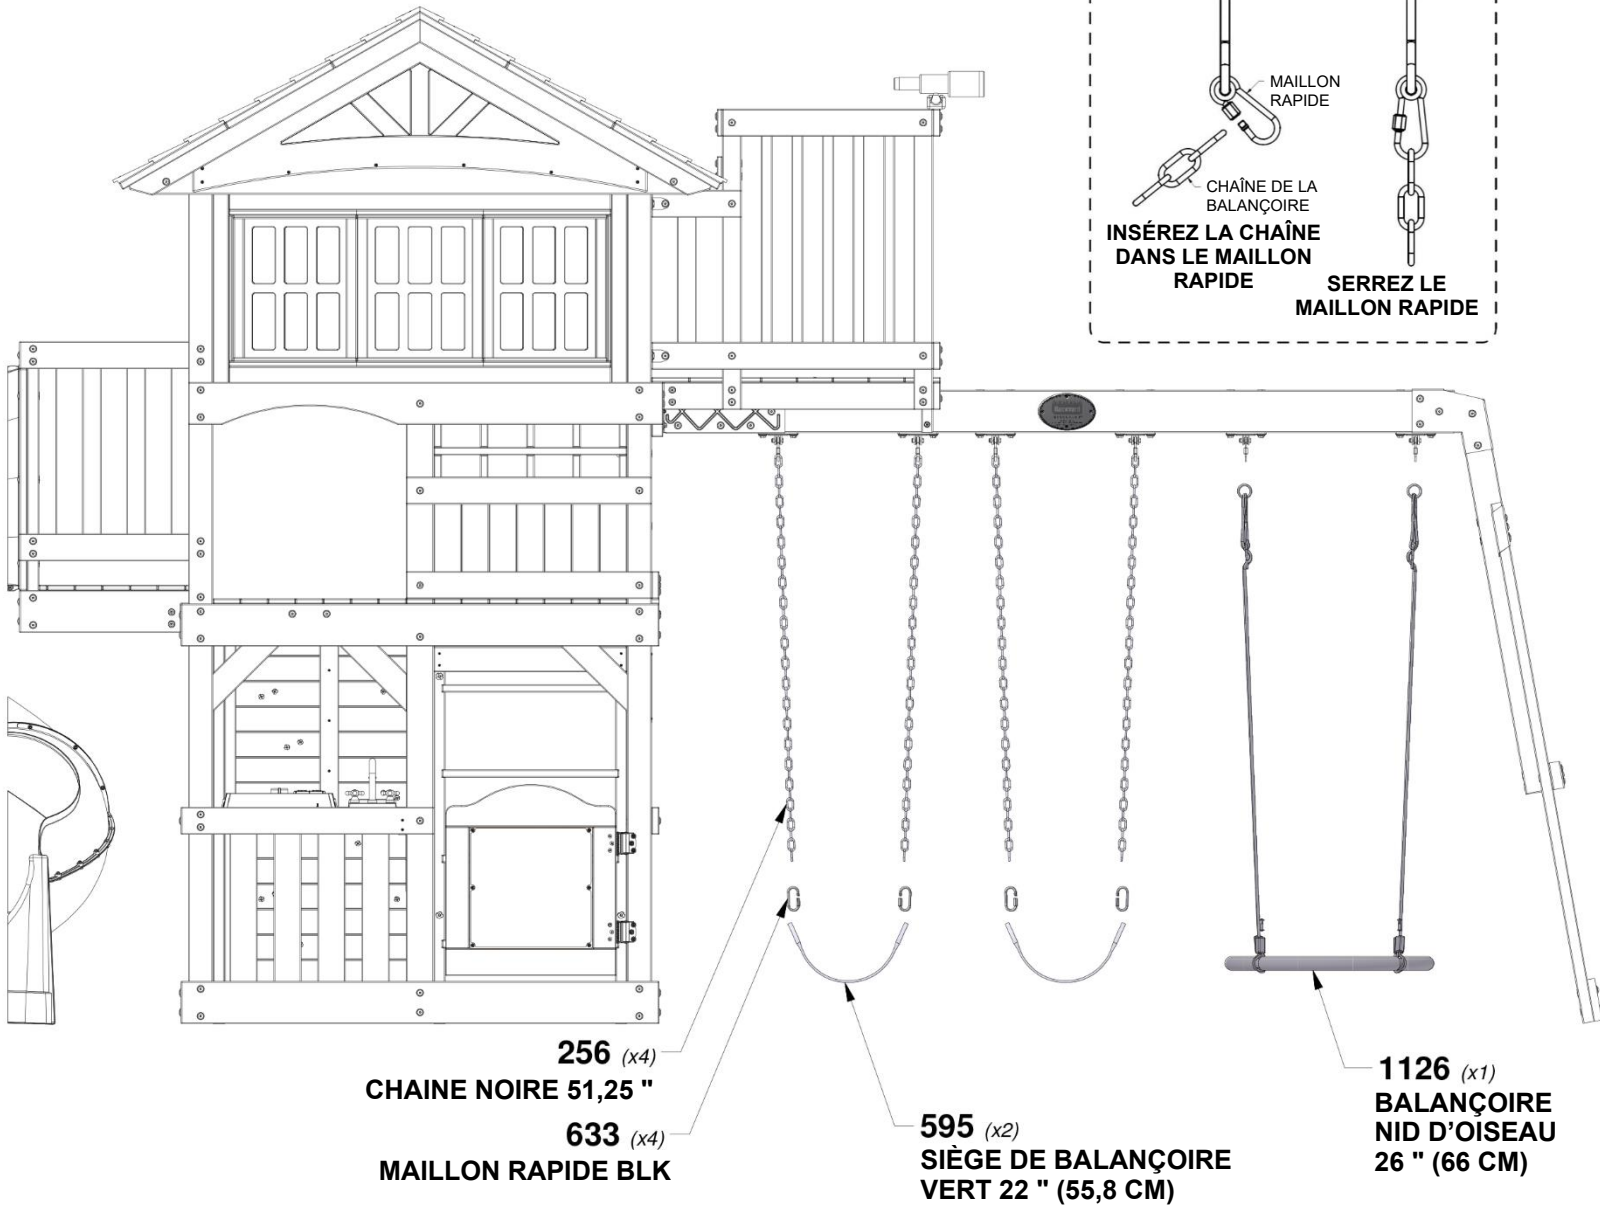 MAILLON
RAPIDE
CHAÎNE DE LA
BALANÇOIRE
INSÉREZ LA CHAÎNE
DANS LE MAILLON
RAPIDE
SERREZ LE
MAILLON RAPIDE
256 (x4)
CHAINE NOIRE 51,25 "
633 (x4)
MAILLON RAPIDE BLK
595 (x2)
SIÈGE DE BALANÇOIRE
VERT 22 " (55,8 CM)
1126 (x1)
BALANÇOIRE
NID D’OISEAU
26 " (66 CM)